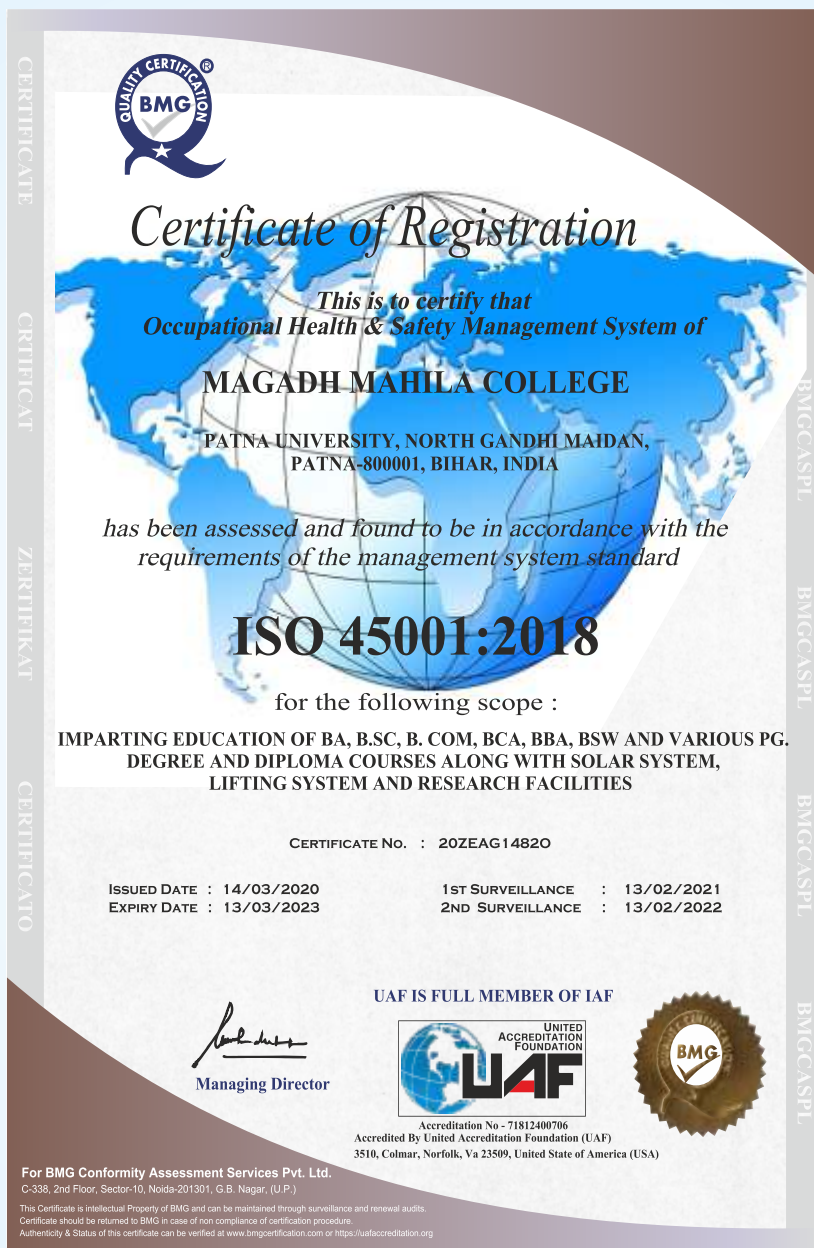 QUALITY CERTIFICATION ®
BMG
Certificate of Registration
This is to certify that
Occupational Health & Safety Management System of
MAGADH MAHILA COLLEGE
PATNA UNIVERSITY, NORTH GANDHI MAIDAN,
PATNA-800001, BIHAR, INDIA
has been assessed and found to be in accordance with the
requirements of the management system standard
ISO 45001:2018
for the following scope :
IMPARTING EDUCATION OF BA, B.SC, B. COM, BCA, BBA, BSW AND VARIOUS PG.
DEGREE AND DIPLOMA COURSES ALONG WITH SOLAR SYSTEM,
LIFTING SYSTEM AND RESEARCH FACILITIES
Certificate No. : 20ZEAG1482O
Issued Date : 14/03/2020
Expiry Date : 13/03/2023
1st Surveillance : 13/02/2021
2nd Surveillance : 13/02/2022
UAF IS FULL MEMBER OF IAF
UNITED
ACCREDITATION
FOUNDATION
UAF
BMG
Managing Director
Accreditation No - 71812400706
Accredited By United Accreditation Foundation (UAF)
3510, Colmar, Norfolk, Va 23509, United State of America (USA)
For BMG Conformity Assessment Services Pvt. Ltd.
C-338, 2nd Floor, Sector-10, Noida-201301, G.B. Nagar, (U.P.)
This Certificate is intellectual Property of BMG and can be maintained through surveillance and renewal audits.
Certificate should be returned to BMG in case of non compliance of certification procedure.
Authenticity & Status of this certificate can be verified at www.bmgcertification.com or https://uafaccreditation.org
CERTIFICATE
CRTIFICAT
ZERTIFIKAT
CERTIFICATO
BMGCASPL
BMGCASPL
BMGCASPL
BMGCASPL